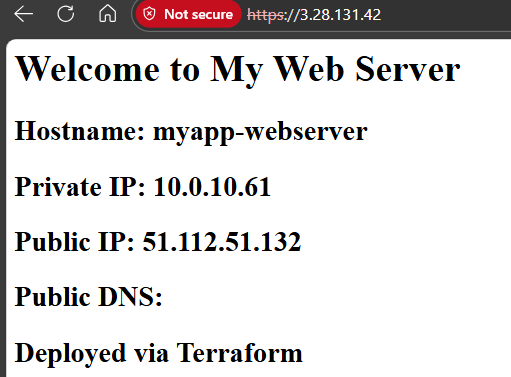 Not secure https://3.28.131.42
Welcome to My Web Server
Hostname: myapp-webserver
Private IP: 10.0.10.61
Public IP: 51.112.51.132
Public DNS:
Deployed via Terraform